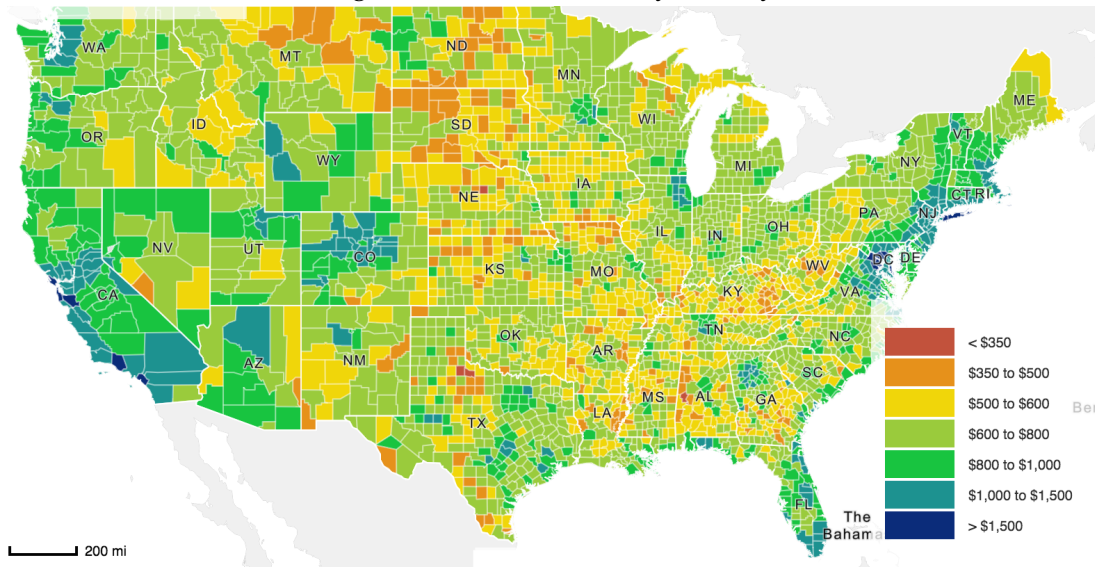 WA
MT
ND
MN
ME
OR
ID
SD
WI
VT
WY
MI
NY
NE
IA
CT RI
PA
NJ
NV
UT
CO
IL
IN
OH
DC DE
KS
MO
WV
VA
CA
KY
AZ
NM
OK
AR
TN
NC
SC
TX
LA
MS
AL
GA
FL
The
Bahama
Ber
< $350
$350 to $500
$500 to $600
$600 to $800
$800 to $1,000
$1,000 to $1,500
> $1,500
200 mi